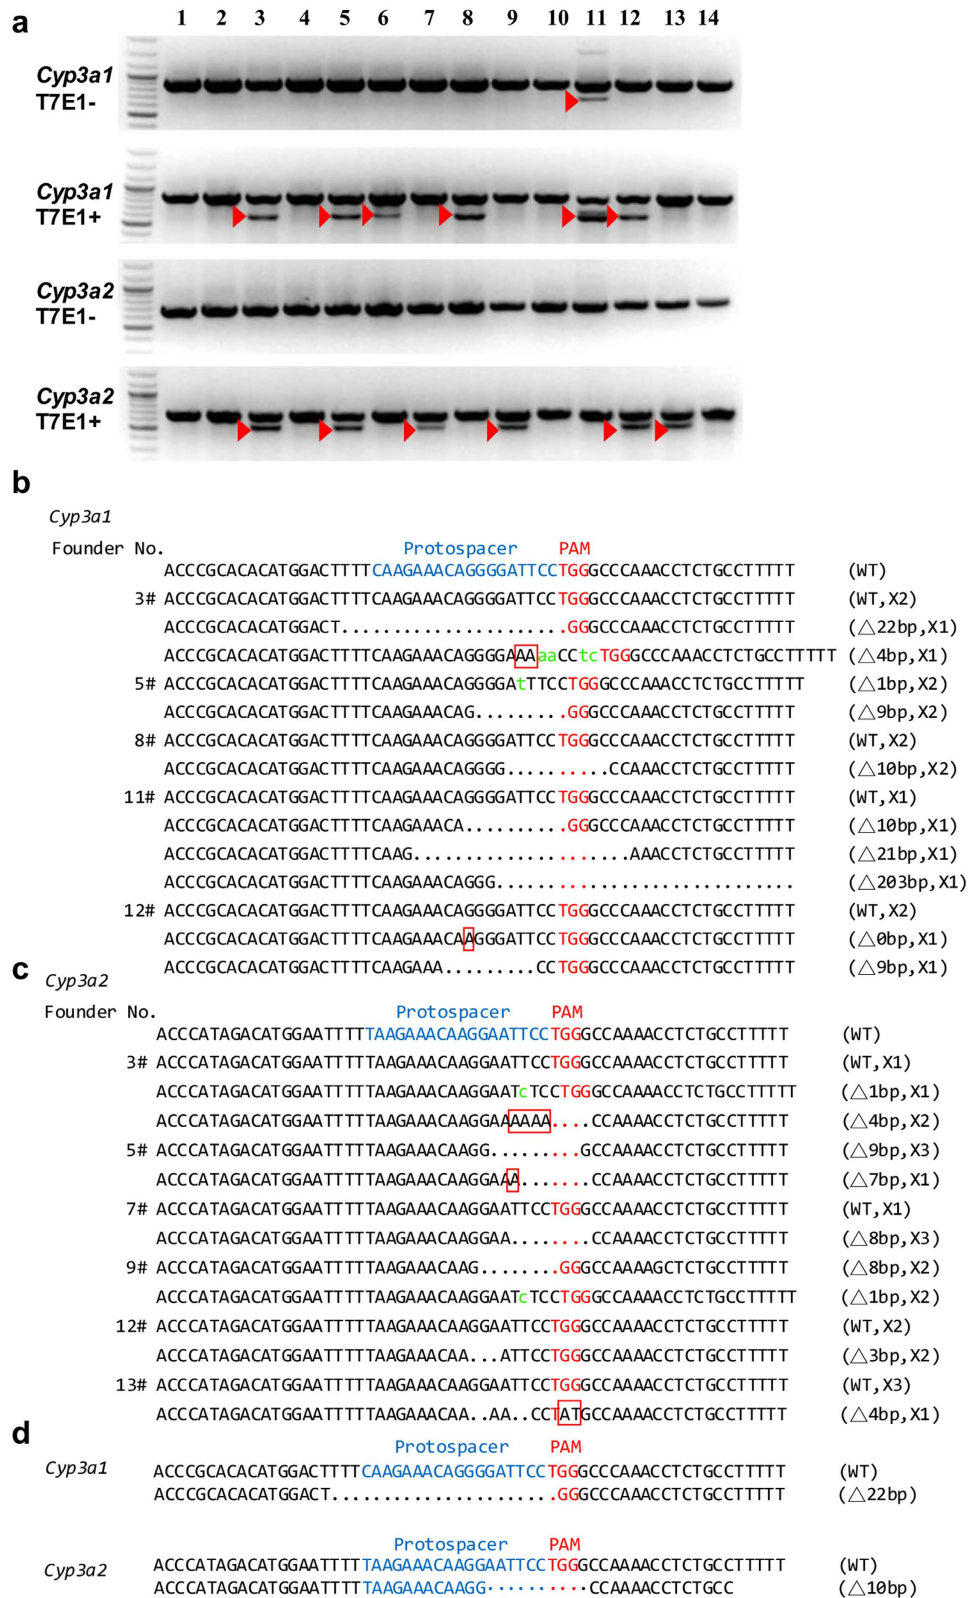 a
1 2 3 4 5 6 7 8 9 10 11 12 13 14
Cyp3a1
T7E1-
Cyp3a1
T7E1+
Cyp3a2
T7E1-
Cyp3a2
T7E1+
b
Cyp3a1
Founder No. Protospacer PAM
ACCCGCACACATGGACTTTTCAAGAAACAGGGGATTCCTGGGCCCAAACCTCTGCCTTTTT (WT)
3# ACCCGCACACATGGACTTTTCAAGAAACAGGGGATTCCTGGGCCCAAACCTCTGCCTTTTT (WT,X2)
ACCCGCACACATGGACT......................GGGCCCAAACCTCTGCCTTTTT (△22bp,X1)
ACCCGCACACATGGACTTTTCAAGAAACAGGGGAAAaaCCtcTGGGCCCAAACCTCTGCCTTTTT (△4bp,X1)
5# ACCCGCACACATGGACTTTTCAAGAAACAGGGGAtTTCCTGGGCCCAAACCTCTGCCTTTTT (△1bp,X2)
ACCCGCACACATGGACTTTTCAAGAAACAG.........GGGCCCAAACCTCTGCCTTTTT (△9bp,X2)
8# ACCCGCACACATGGACTTTTCAAGAAACAGGGGATTCCTGGGCCCAAACCTCTGCCTTTTT (WT,X2)
ACCCGCACACATGGACTTTTCAAGAAACAGGGG..........CCAAACCTCTGCCTTTTT (△10bp,X2)
11# ACCCGCACACATGGACTTTTCAAGAAACAGGGGATTCCTGGGCCCAAACCTCTGCCTTTTT (WT,X1)
ACCCGCACACATGGACTTTTCAAGAAACA..........GGGCCCAAACCTCTGCCTTTTT (△10bp,X1)
ACCCGCACACATGGACTTTTCAAG.....................AAACCTCTGCCTTTTT (△21bp,X1)
ACCCGCACACATGGACTTTTCAAGAAACAGGG............................. (△203bp,X1)
12# ACCCGCACACATGGACTTTTCAAGAAACAGGGGATTCCTGGGCCCAAACCTCTGCCTTTTT (WT,X2)
ACCCGCACACATGGACTTTTCAAGAAACAAGGGATTCCTGGGCCCAAACCTCTGCCTTTTT (△0bp,X1)
ACCCGCACACATGGACTTTTCAAGAAA.........CCTGGGCCCAAACCTCTGCCTTTTT (△9bp,X1)
c
Cyp3a2
Founder No. Protospacer PAM
ACCCATAGACATGGAATTTTTAAGAAACAAGGAATTCCTGGGCCAAAACCTCTGCCTTTTT (WT)
3# ACCCATAGACATGGAATTTTTAAGAAACAAGGAATTCCTGGGCCAAAACCTCTGCCTTTTT (WT,X1)
ACCCATAGACATGGAATTTTTAAGAAACAAGGAATcTCCTGGGCCAAAACCTCTGCCTTTTT (△1bp,X1)
ACCCATAGACATGGAATTTTTAAGAAACAAGGAAAAAA....CCAAAACCTCTGCCTTTTT (△4bp,X2)
5# ACCCATAGACATGGAATTTTTAAGAAACAAGG.........GCCAAAACCTCTGCCTTTTT (△9bp,X3)
ACCCATAGACATGGAATTTTTAAGAAACAAGGAAA.......CCAAAACCTCTGCCTTTTT (△7bp,X1)
7# ACCCATAGACATGGAATTTTTAAGAAACAAGGAATTCCTGGGCCAAAACCTCTGCCTTTTT (WT,X1)
ACCCATAGACATGGAATTTTTAAGAAACAAGGAA........CCAAAACCTCTGCCTTTTT (△8bp,X3)
9# ACCCATAGACATGGAATTTTTAAGAAACAAG........GGGCCAAAAGCTCTGCCTTTTT (△8bp,X2)
ACCCATAGACATGGAATTTTTAAGAAACAAGGAATcTCCTGGGCCAAAACCTCTGCCTTTTT (△1bp,X2)
12# ACCCATAGACATGGAATTTTTAAGAAACAAGGAATTCCTGGGCCAAAACCTCTGCCTTTTT (WT,X2)
ACCCATAGACATGGAATTTTTAAGAAACAA...ATTCCTGGGCCAAAACCTCTGCCTTTTT (△3bp,X2)
13# ACCCATAGACATGGAATTTTTAAGAAACAAGGAATTCCTGGGCCAAAACCTCTGCCTTTTT (WT,X3)
ACCCATAGACATGGAATTTTTAAGAAACAA..AA..CCTATGCCAAAACCTCTGCCTTTTT (△4bp,X1)
d
Protospacer PAM
Cyp3a1 ACCCGCACACATGGACTTTTCAAGAAACAGGGGATTCCTGGGCCCAAACCTCTGCCTTTTT (WT)
ACCCGCACACATGGACT......................GGGCCCAAACCTCTGCCTTTTT (△22bp)
Protospacer PAM
Cyp3a2 ACCCATAGACATGGAATTTTTAAGAAACAAGGAATTCCTGGGCCAAAACCTCTGCCTTTTT (WT)
ACCCATAGACATGGAATTTTTAAGAAACAAGG··········CCAAAACCTCTGCC (△10bp)